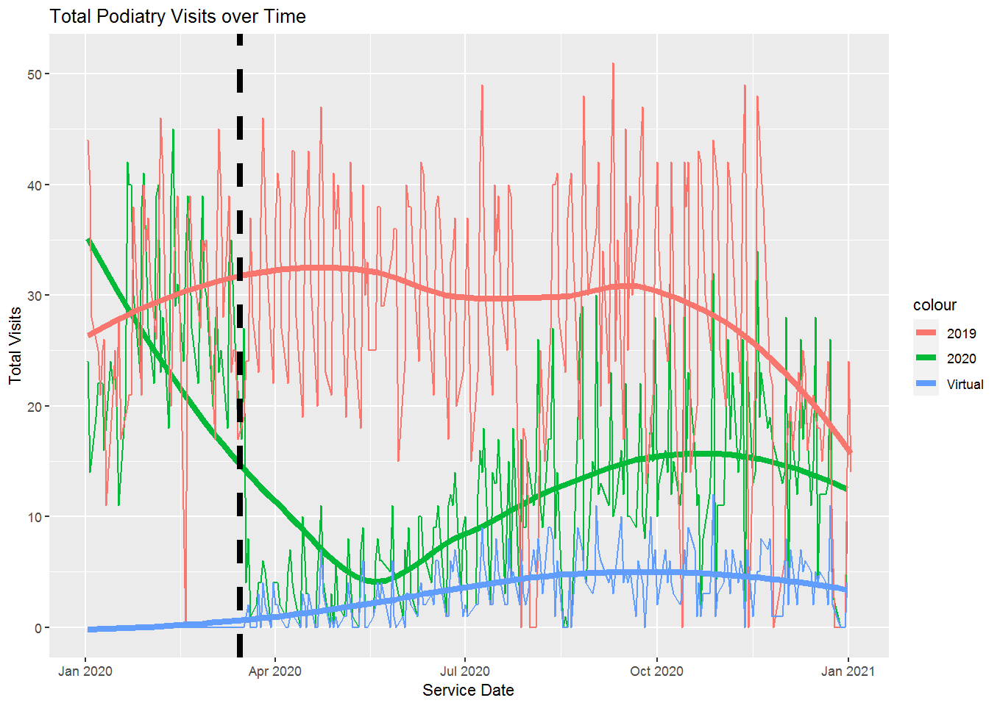 Total Podiatry Visits over Time
Total Visits
50
40
30
20
10
0
Jan 2020
Apr 2020
Jul 2020
Oct 2020
Jan 2021
Service Date
colour
2019
2020
Virtual